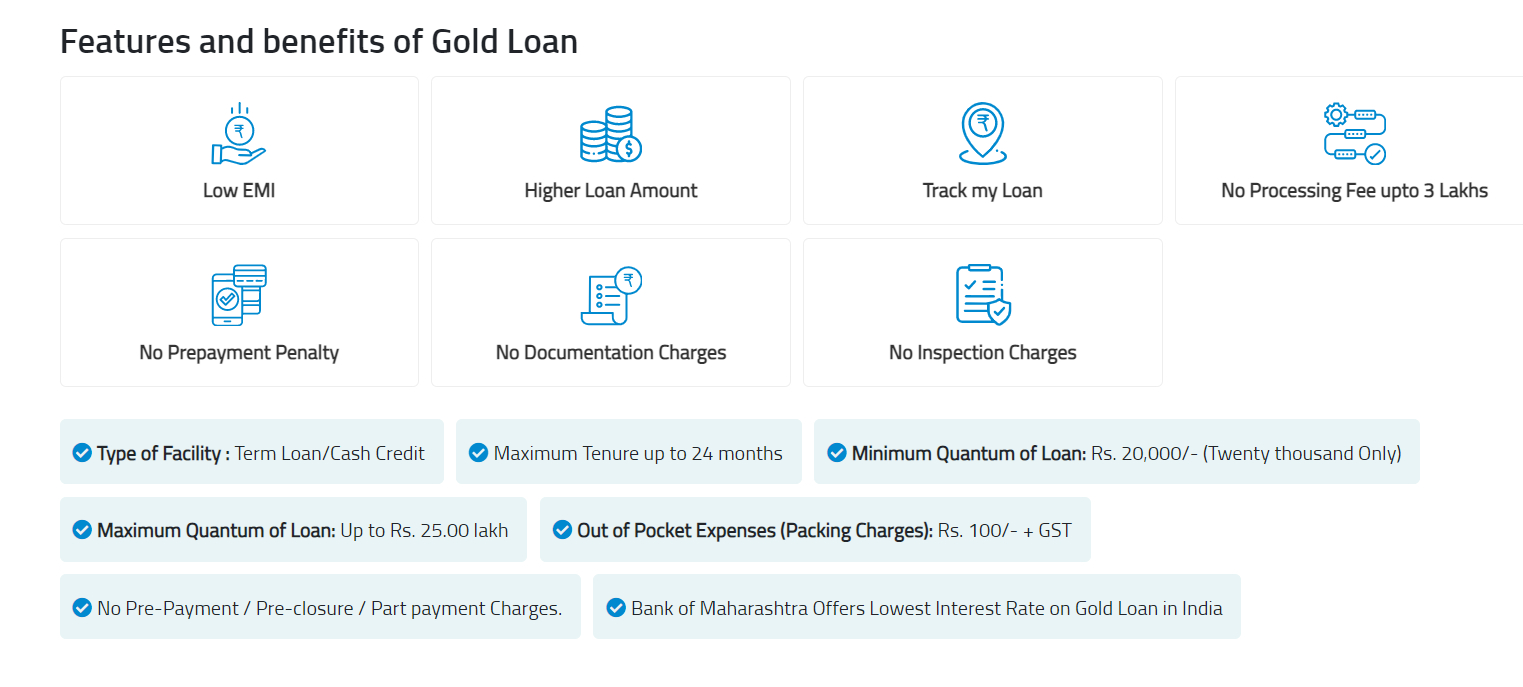 Features and benefits of Gold Loan
Low EMI
Higher Loan Amount
Track my Loan
No Processing Fee upto 3 Lakhs
No Prepayment Penalty
No Documentation Charges
No Inspection Charges
Type of Facility : Term Loan/Cash Credit
Maximum Tenure up to 24 months
Minimum Quantum of Loan: Rs. 20,000/- (Twenty thousand Only)
Maximum Quantum of Loan: Up to Rs. 25.00 lakh
Out of Pocket Expenses (Packing Charges): Rs. 100/- + GST
No Pre-Payment / Pre-closure / Part payment Charges.
Bank of Maharashtra Offers Lowest Interest Rate on Gold Loan in India